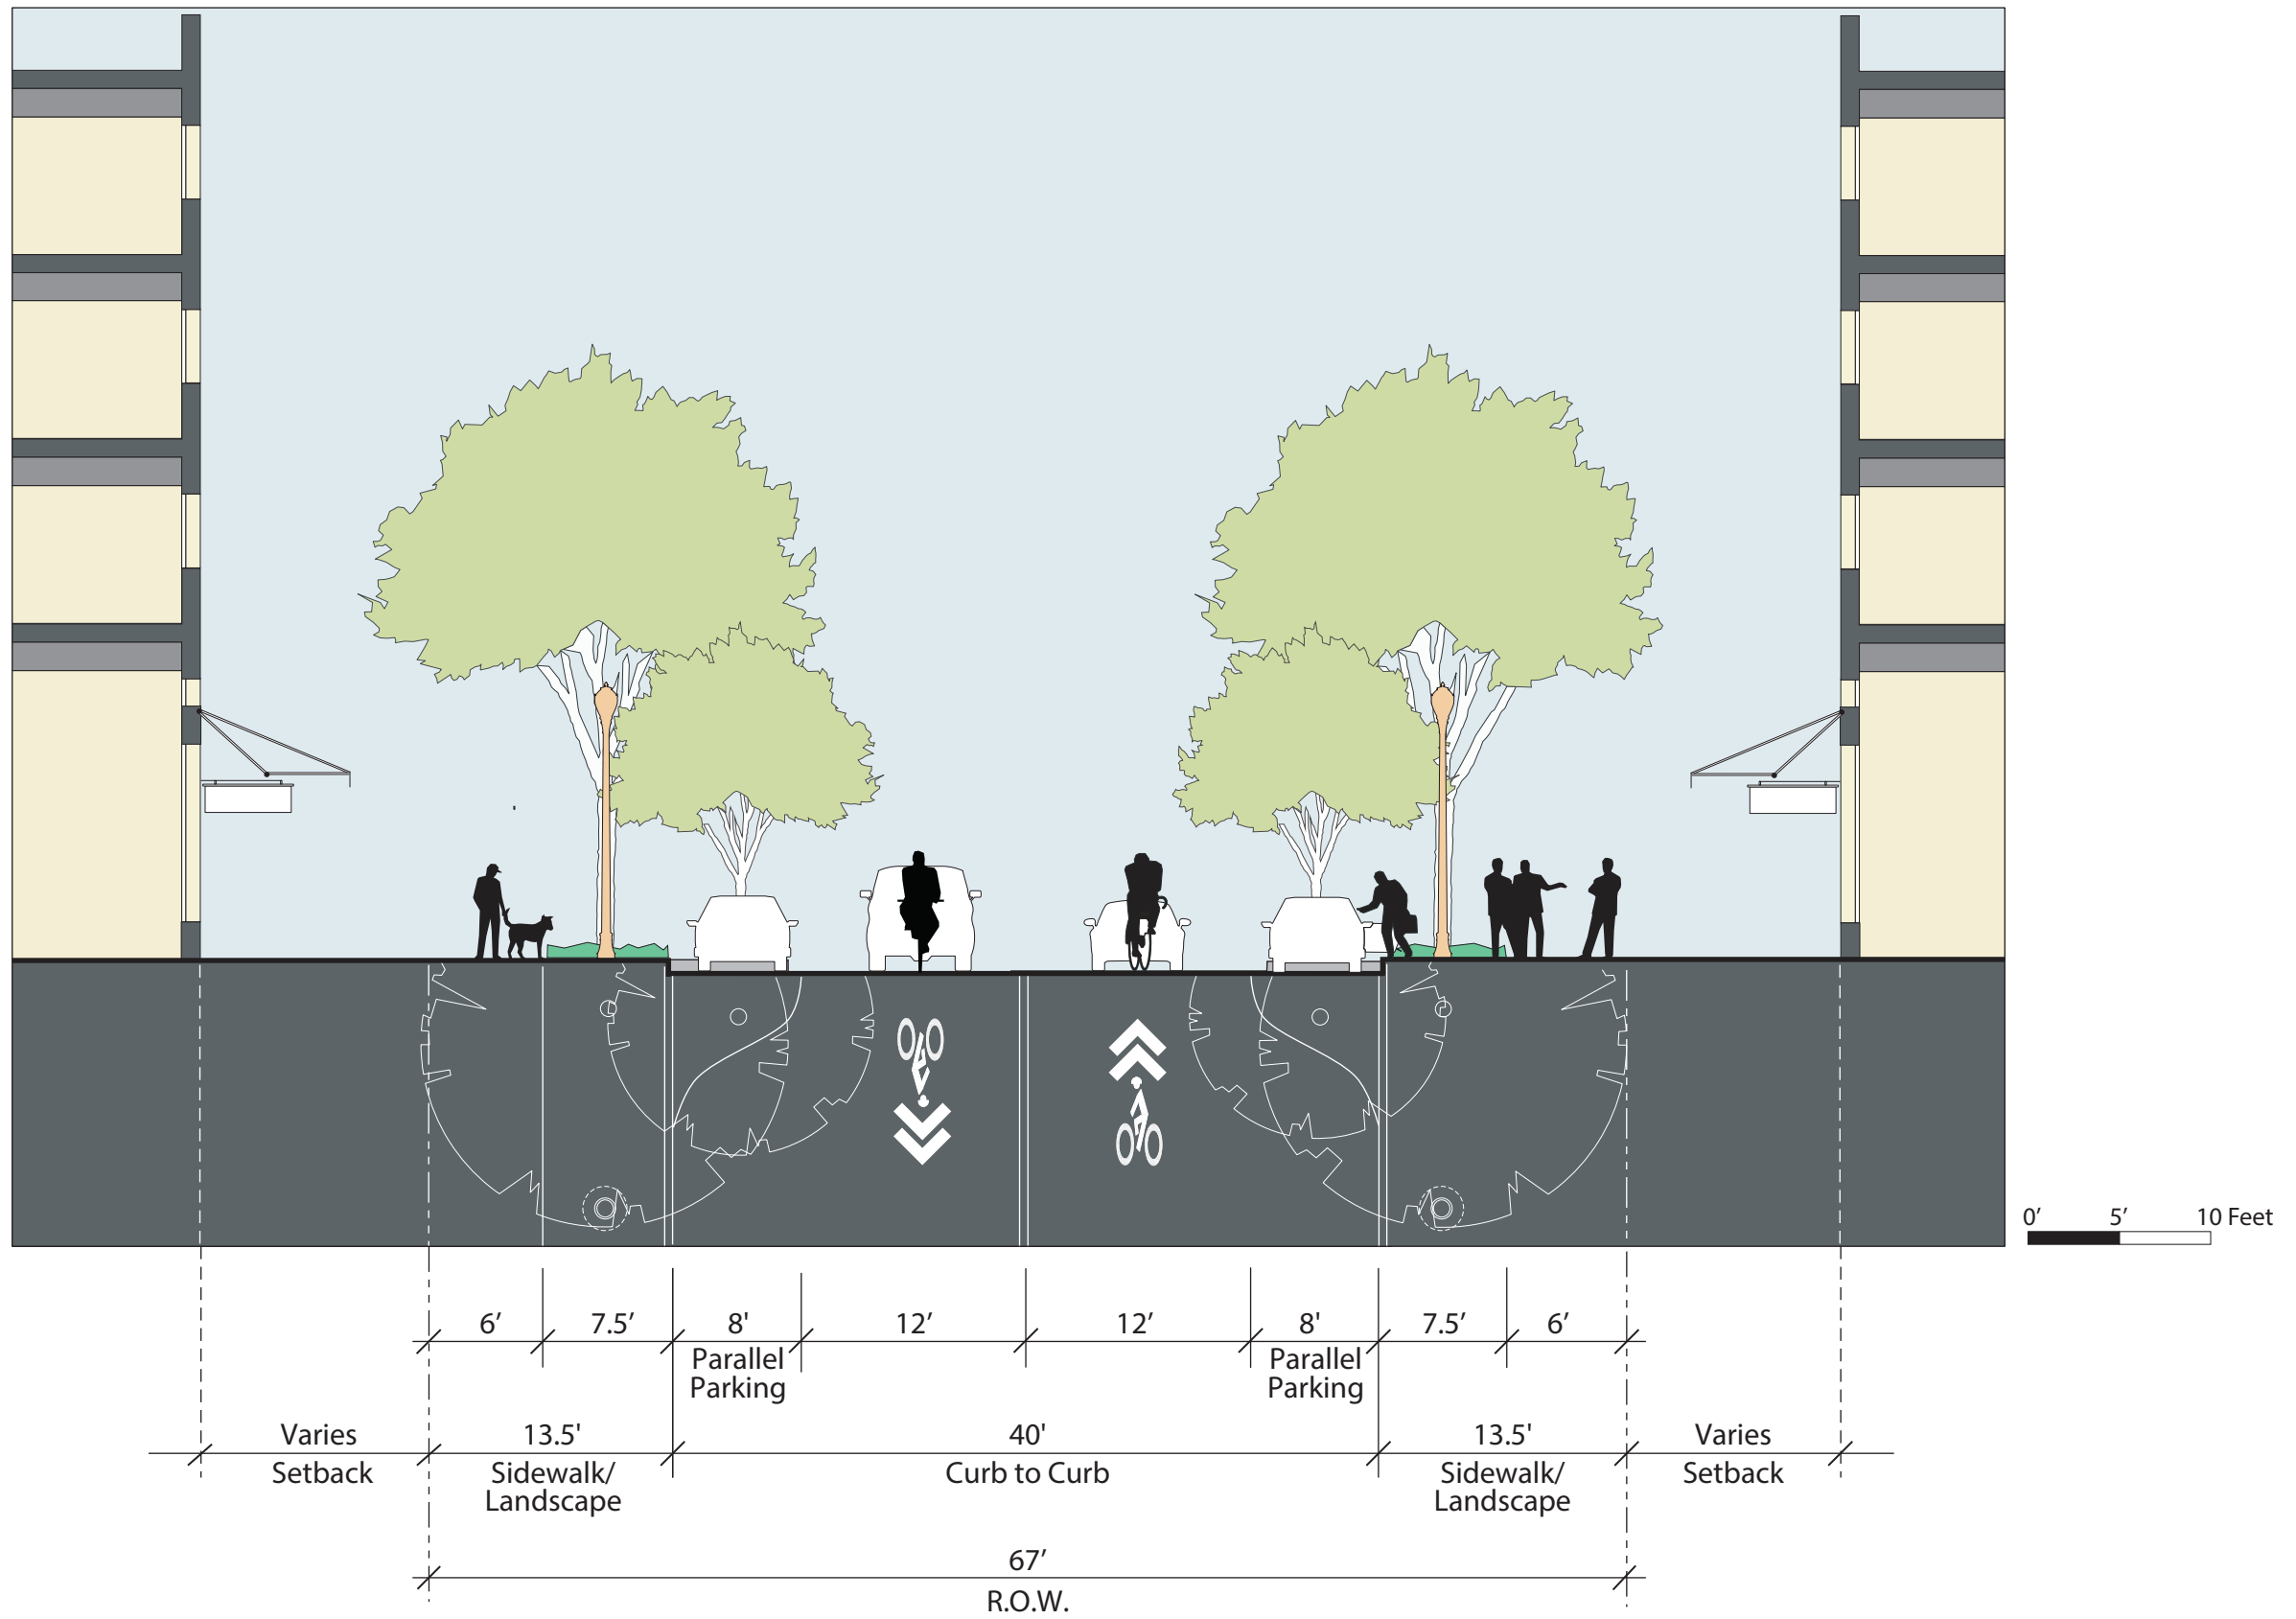 0’ 5’ 10 Feet
6’ 7.5’ 8' 12’ 12’ 8' 7.5’ 6’
Parallel Parking
Parallel Parking
Varies 13.5' 40' 13.5' Varies
Setback Sidewalk/ Landscape Curb to Curb Sidewalk/ Landscape Setback
67’
R.O.W.